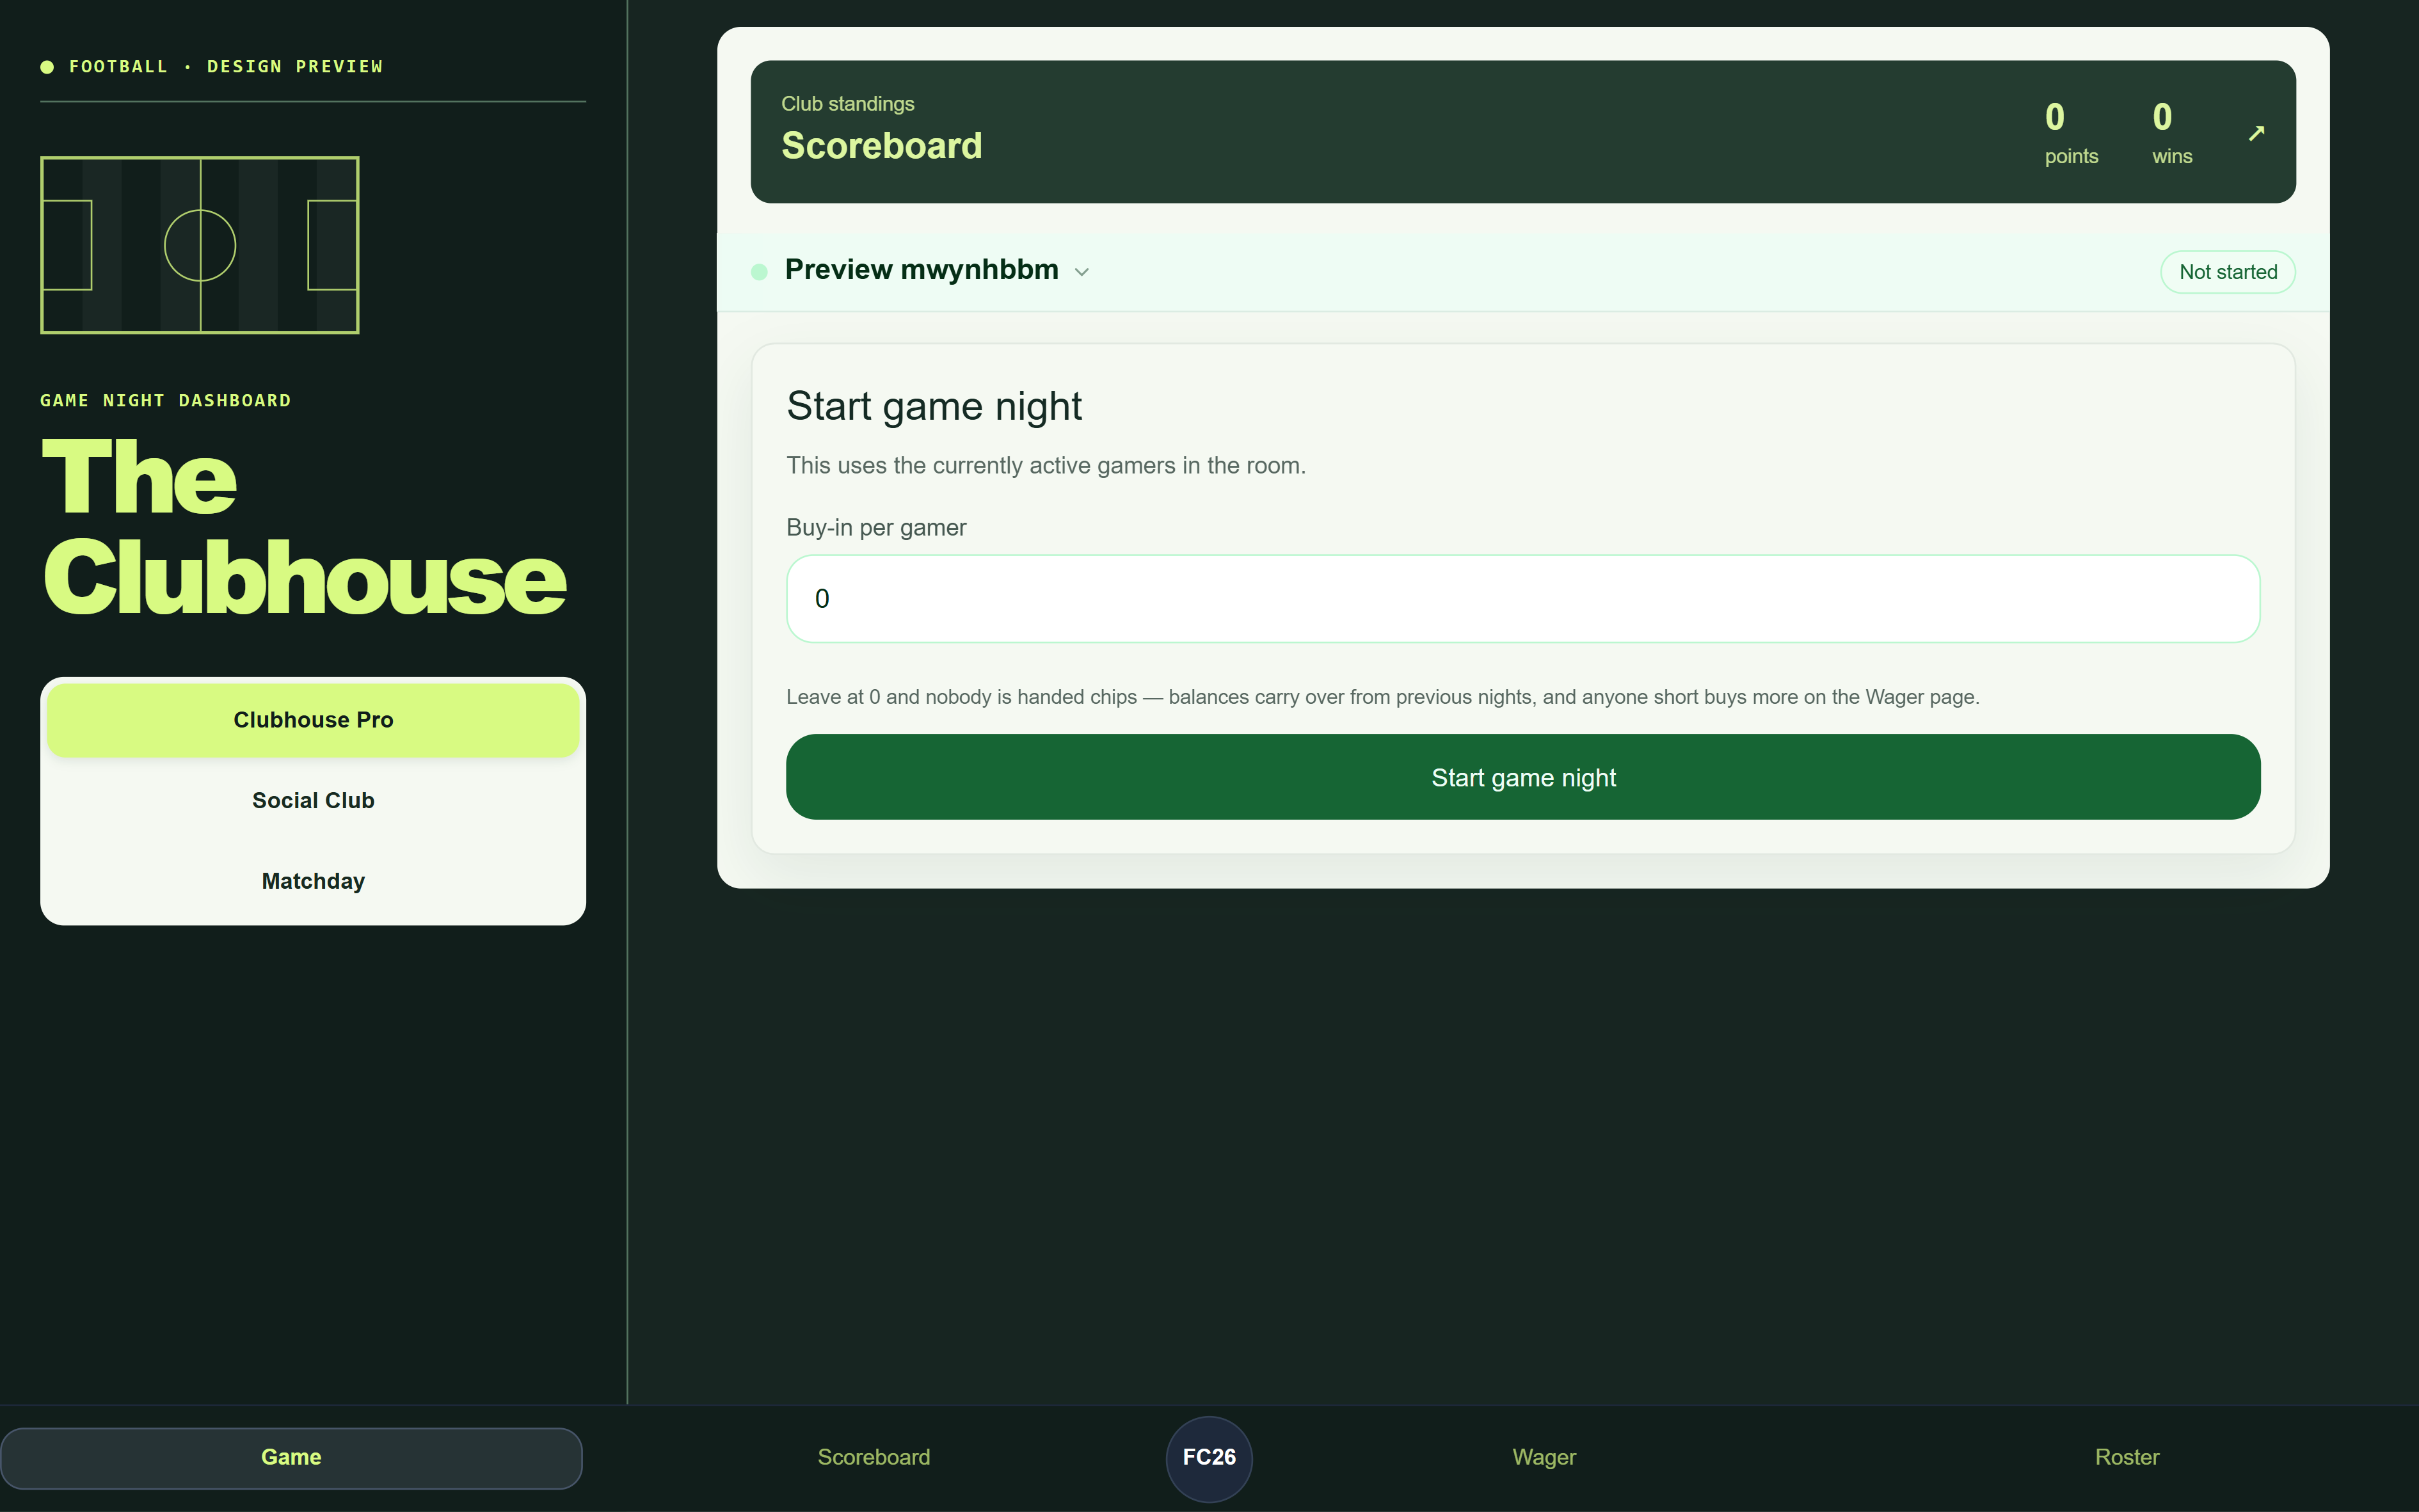 FOOTBALL · DESIGN PREVIEW
GAME NIGHT DASHBOARD
The
Clubhouse
Clubhouse Pro
Social Club
Matchday
Club standings
Scoreboard
0
points
0
wins
↗
Preview mwynhbbm
Not started
Start game night
This uses the currently active gamers in the room.
Buy-in per gamer
0
Leave at 0 and nobody is handed chips — balances carry over from previous nights, and anyone short buys more on the Wager page.
Start game night
Game
Scoreboard
FC26
Wager
Roster